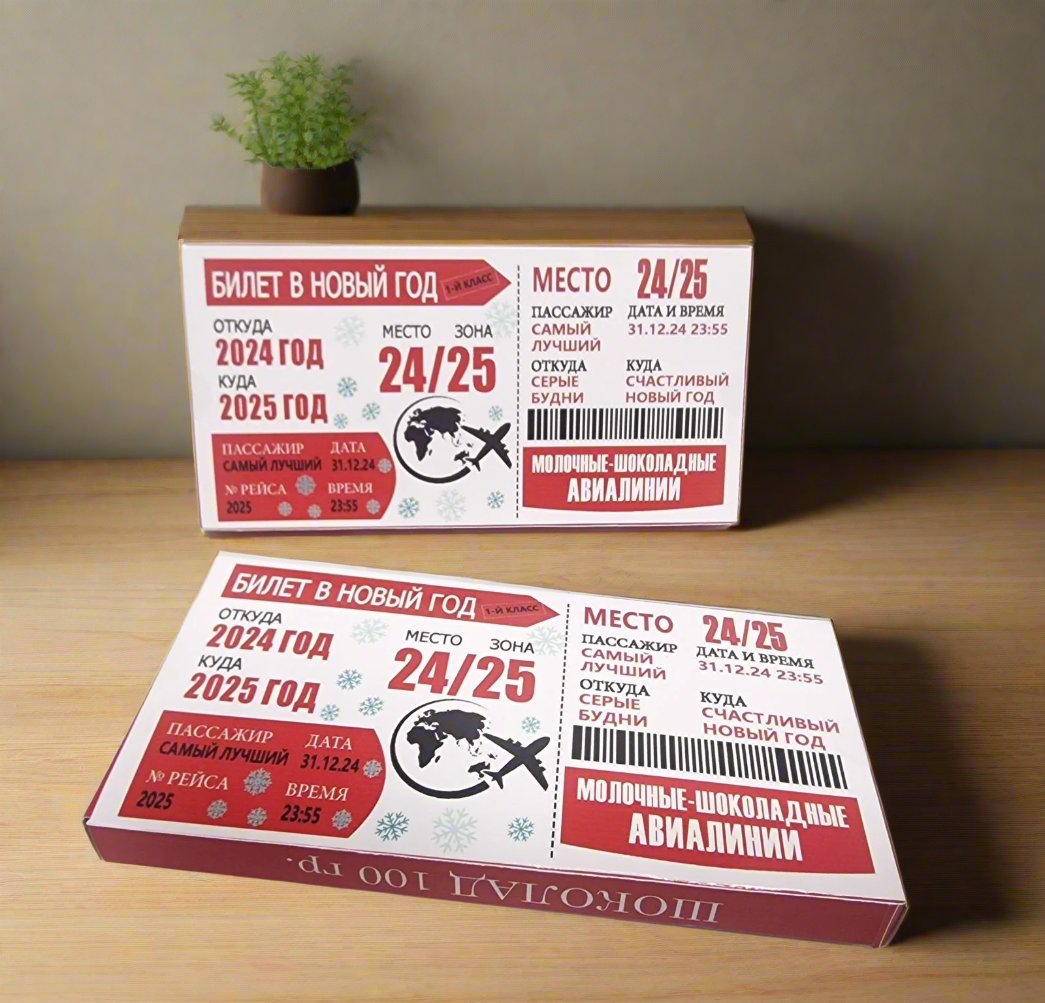 БИЛЕТ В НОВЫЙ ГОД 1-Й КЛАСС
ОТКУДА
2024 ГОД
КУДА
2025 ГОД
МЕСТО ЗОНА
24/25
ПАССАЖИР ДАТА
САМЫЙ ЛУЧШИЙ 31.12.24
№ РЕЙСА ВРЕМЯ
2025 23:55
МЕСТО 24/25
ПАССАЖИР ДАТА И ВРЕМЯ
САМЫЙ 31.12.24 23:55
ЛУЧШИЙ
ОТКУДА КУДА
СЕРЫЕ СЧАСТЛИВЫЙ
БУДНИ НОВЫЙ ГОД
МОЛОЧНЫЕ-ШОКОЛАДНЫЕ
АВИАЛИНИИ
БИЛЕТ В НОВЫЙ ГОД 1-Й КЛАСС
ОТКУДА
2024 ГОД
КУДА
2025 ГОД
МЕСТО ЗОНА
24/25
ПАССАЖИР ДАТА
САМЫЙ ЛУЧШИЙ 31.12.24
№ РЕЙСА ВРЕМЯ
2025 23:55
МЕСТО 24/25
ПАССАЖИР ДАТА И ВРЕМЯ
САМЫЙ 31.12.24 23:55
ЛУЧШИЙ
ОТКУДА КУДА
СЕРЫЕ СЧАСТЛИВЫЙ
БУДНИ НОВЫЙ ГОД
МОЛОЧНЫЕ-ШОКОЛАДНЫЕ
АВИАЛИНИИ
ШОКОЛАД 100 гр.